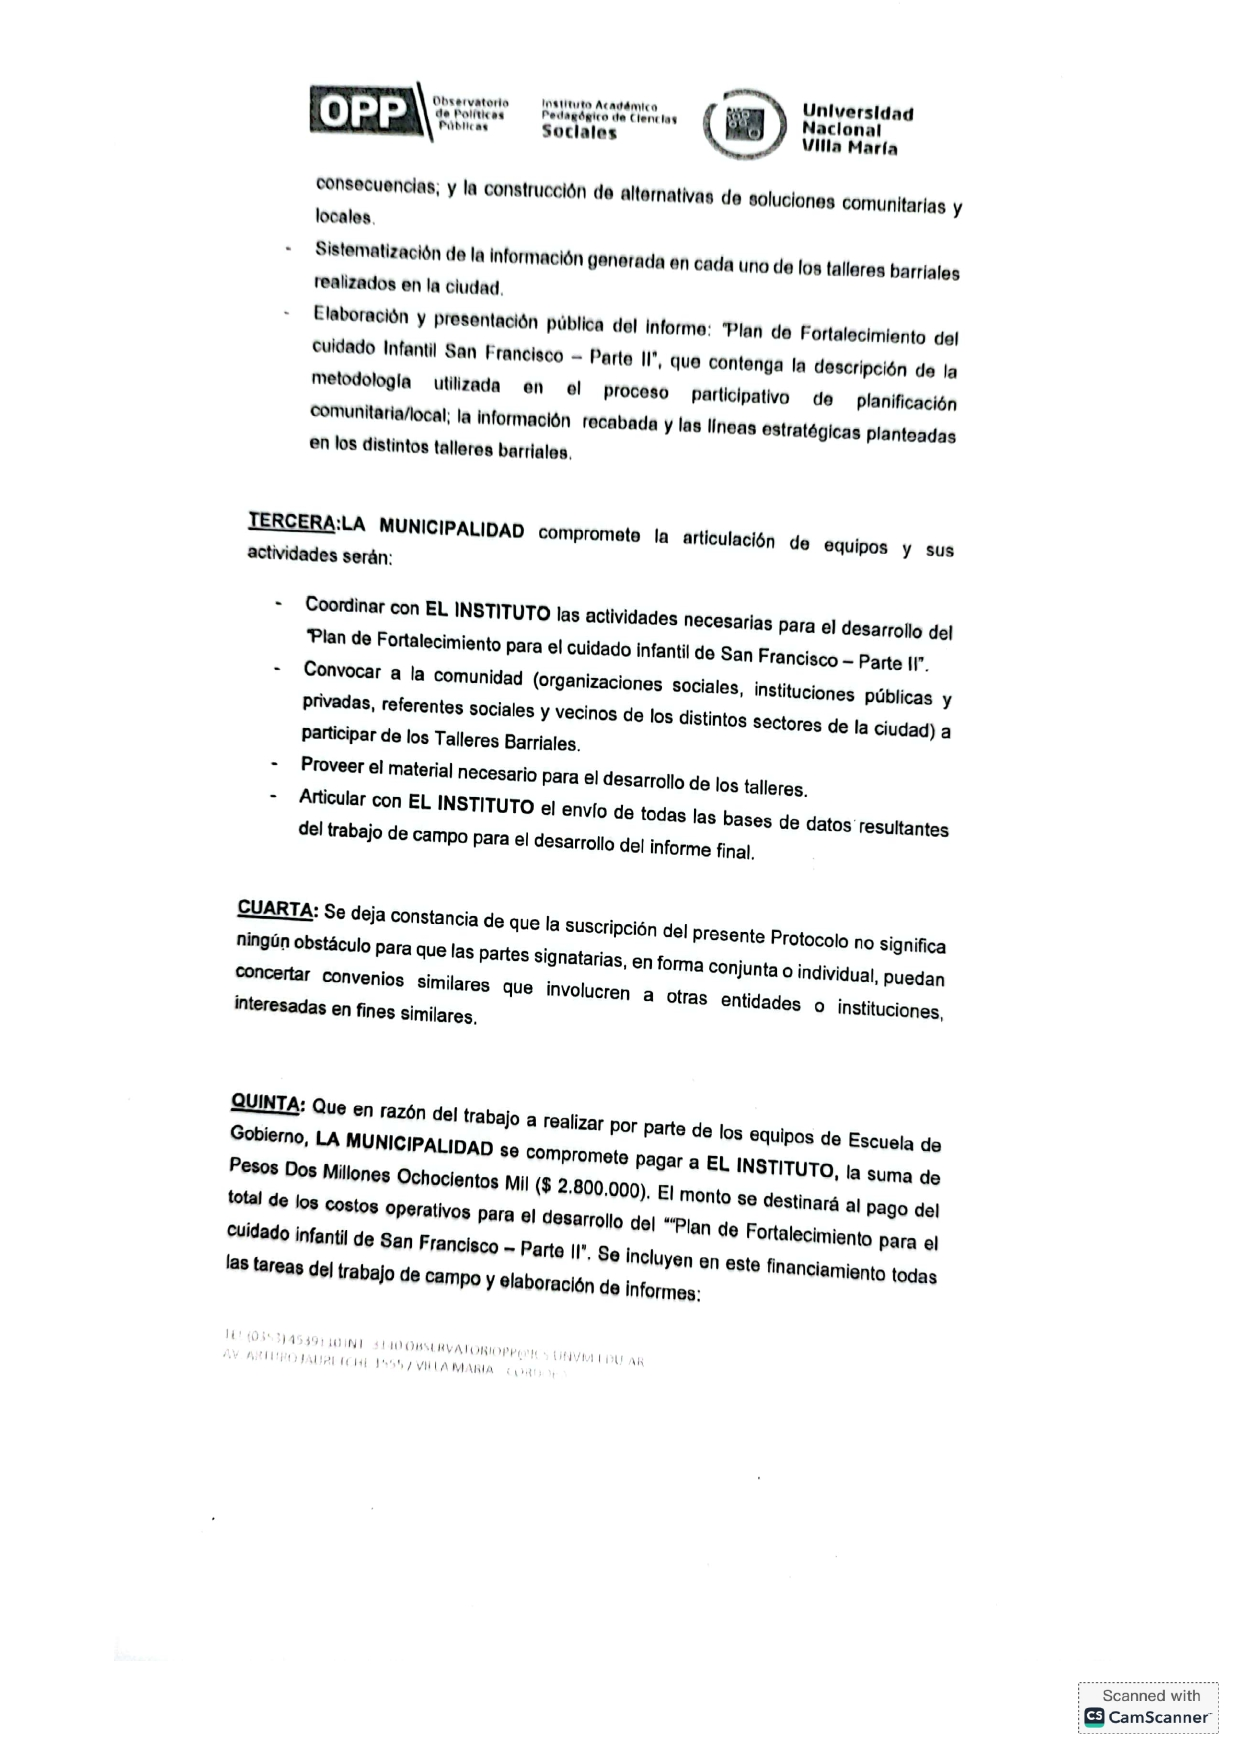 OPP
Observatorio
de Políticas
Públicas
Instituto Académico
Pedagógico de Ciencias
Sociales
Universidad
Nacional
Villa María
consecuencias; y la construcción de alternativas de soluciones comunitarias y
locales.
- Sistematización de la información generada en cada uno de los talleres barriales
realizados en la ciudad.
- Elaboración y presentación pública del informe: "Plan de Fortalecimiento del
cuidado Infantil San Francisco – Parte II", que contenga la descripción de la
metodología utilizada en el proceso participativo de planificación
comunitaria/local; la información recabada y las líneas estratégicas planteadas
en los distintos talleres barriales.
TERCERA:LA MUNICIPALIDAD compromete la articulación de equipos y sus
actividades serán:
- Coordinar con EL INSTITUTO las actividades necesarias para el desarrollo del
"Plan de Fortalecimiento para el cuidado infantil de San Francisco – Parte II".
- Convocar a la comunidad (organizaciones sociales, instituciones públicas y
privadas, referentes sociales y vecinos de los distintos sectores de la ciudad) a
participar de los Talleres Barriales.
- Proveer el material necesario para el desarrollo de los talleres.
- Articular con EL INSTITUTO el envío de todas las bases de datos resultantes
del trabajo de campo para el desarrollo del informe final.
CUARTA: Se deja constancia de que la suscripción del presente Protocolo no significa
ningún obstáculo para que las partes signatarias, en forma conjunta o individual, puedan
concertar convenios similares que involucren a otras entidades o instituciones,
interesadas en fines similares.
QUINTA: Que en razón del trabajo a realizar por parte de los equipos de Escuela de
Gobierno, LA MUNICIPALIDAD se compromete pagar a EL INSTITUTO, la suma de
Pesos Dos Millones Ochocientos Mil ($ 2.800.000). El monto se destinará al pago del
total de los costos operativos para el desarrollo del ""Plan de Fortalecimiento para el
cuidado infantil de San Francisco – Parte II". Se incluyen en este financiamiento todas
las tareas del trabajo de campo y elaboración de informes:
AV. ARTURO JAURETCHE 1555 / VILLA MARIA
Scanned with
CS CamScanner